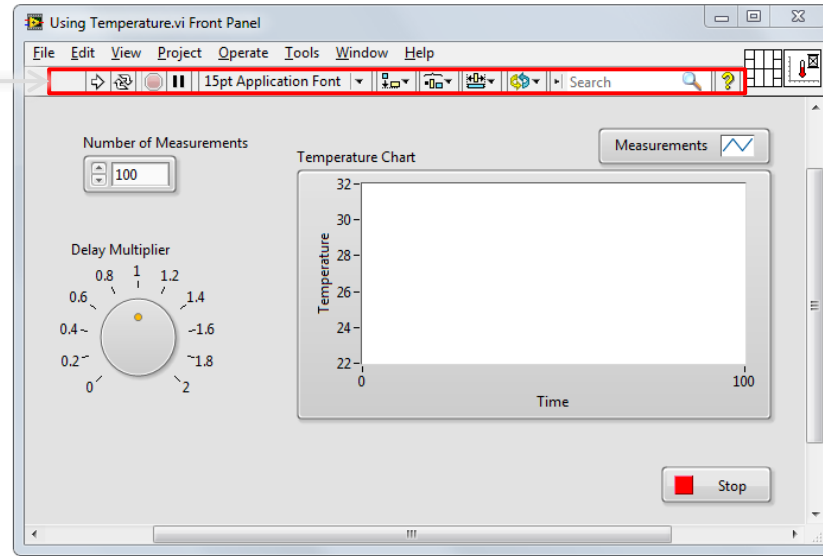 Using Temperature.vi Front Panel
File Edit View Project Operate Tools Window Help
15pt Application Font Search ?
Number of Measurements
100
Delay Multiplier
0 0.2 0.4 0.6 0.8 1 1.2 1.4 1.6 1.8 2
Temperature Chart
Measurements
Temperature
32
30
28
26
24
22
0 100
Time
Stop